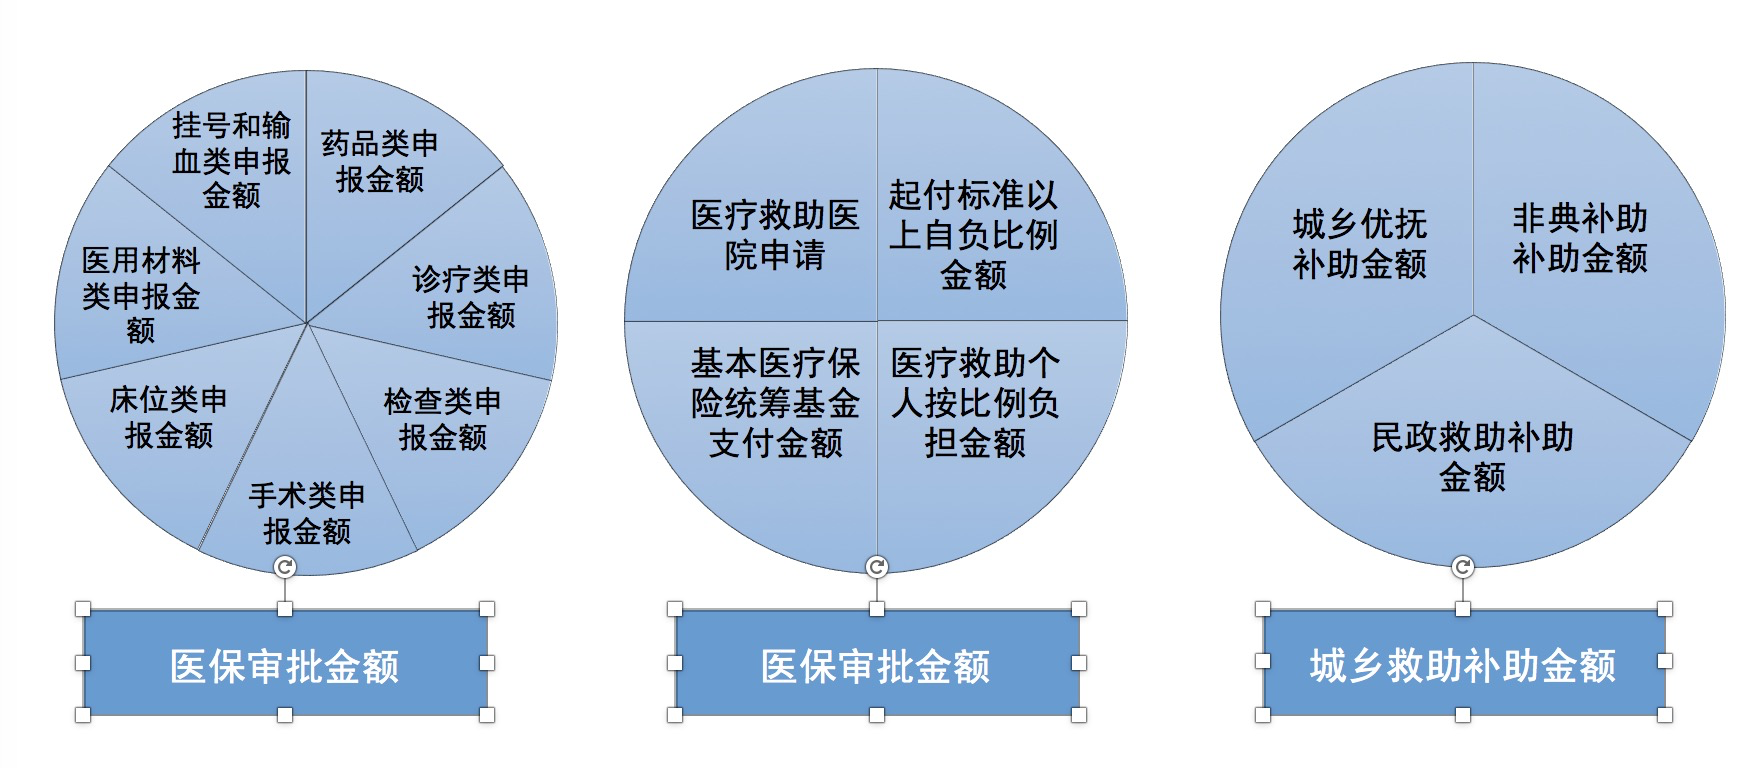 挂号和输
血类申报
金额
药品类申
报金额
医用材料
类申报金
额
诊疗类申
报金额
床位类申
报金额
检查类申
报金额
手术类申
报金额
医保审批金额
医疗救助医
院申请
起付标准以
上自负比例
金额
基本医疗保
险统筹基金
支付金额
医疗救助个
人按比例负
担金额
医保审批金额
城乡优抚
补助金额
非典补助
补助金额
民政救助补助
金额
城乡救助补助金额